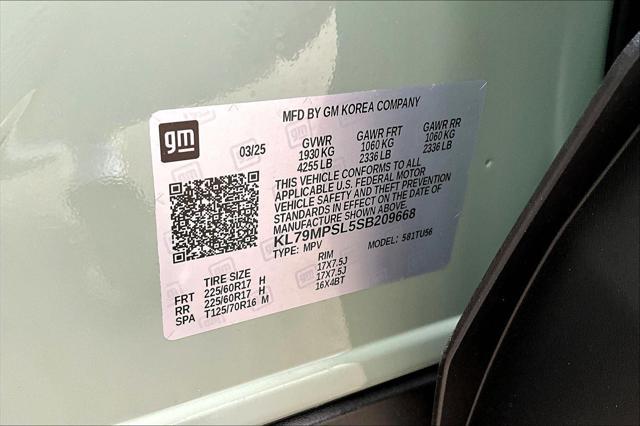 MFD BY GM KOREA COMPANY
gm
03/25 GVWR GAWR FRT GAWR RR
1930 KG 1060 KG 1060 KG
4255 LB 2336 LB 2336 LB
THIS VEHICLE CONFORMS TO ALL
APPLICABLE U.S. FEDERAL MOTOR
VEHICLE SAFETY AND THEFT PREVENTION
STANDARDS IN EFFECT ON THE DATE OF
MANUFACTURE SHOWN ABOVE.
KL79MPSL5SB209668
TYPE: MPV MODEL: 581TU56
TIRE SIZE RIM
FRT 225/60R17 H 17X7.5J
RR 225/60R17 H 17X7.5J
SPA T125/70R16 M 16X4BT